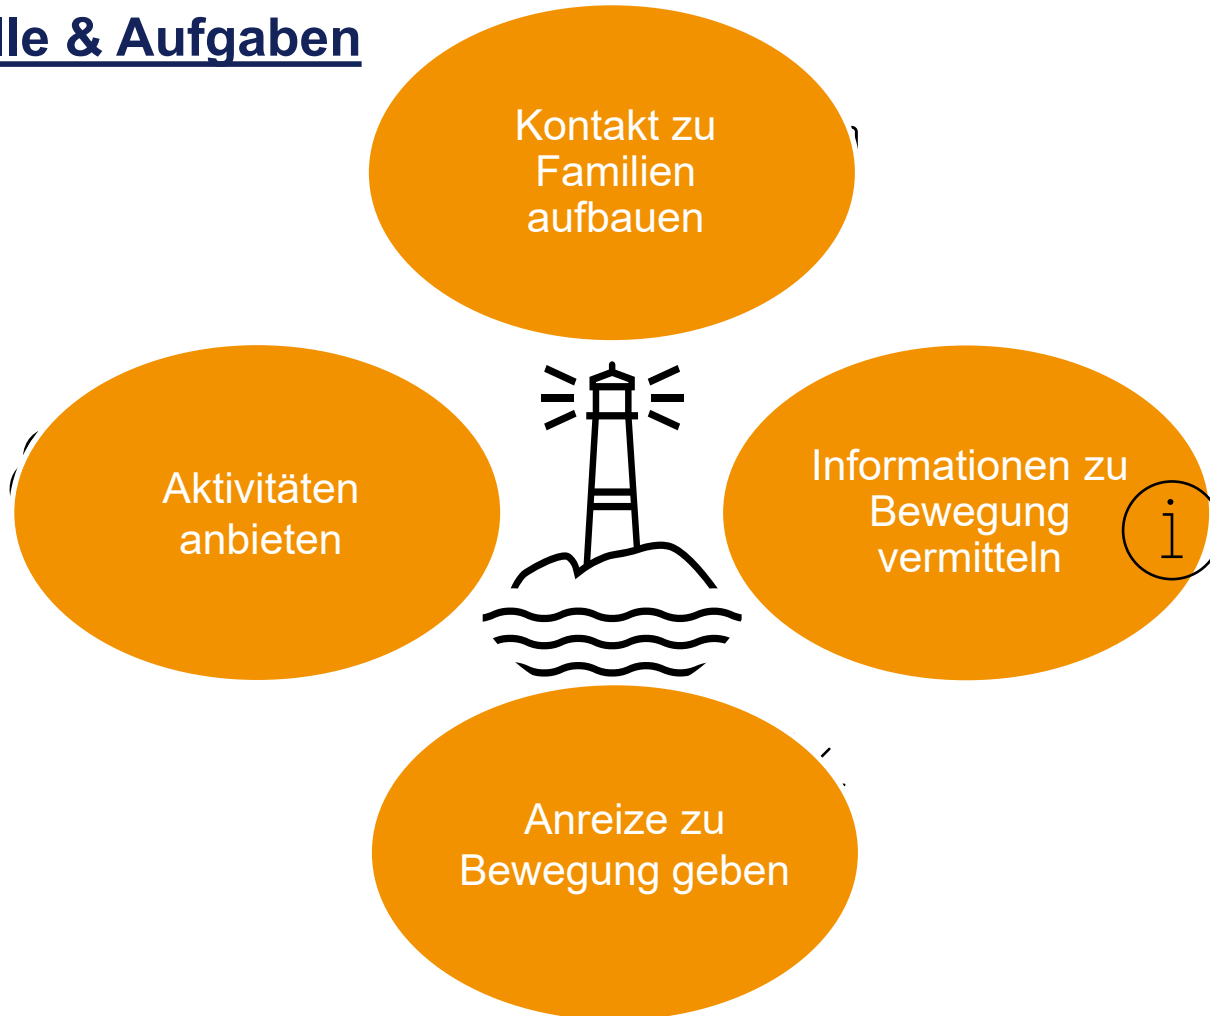 lle & Aufgaben
Kontakt zu
Familien
aufbauen
Aktivitäten
anbieten
Informationen zu
Bewegung
vermitteln
i
Anreize zu
Bewegung geben